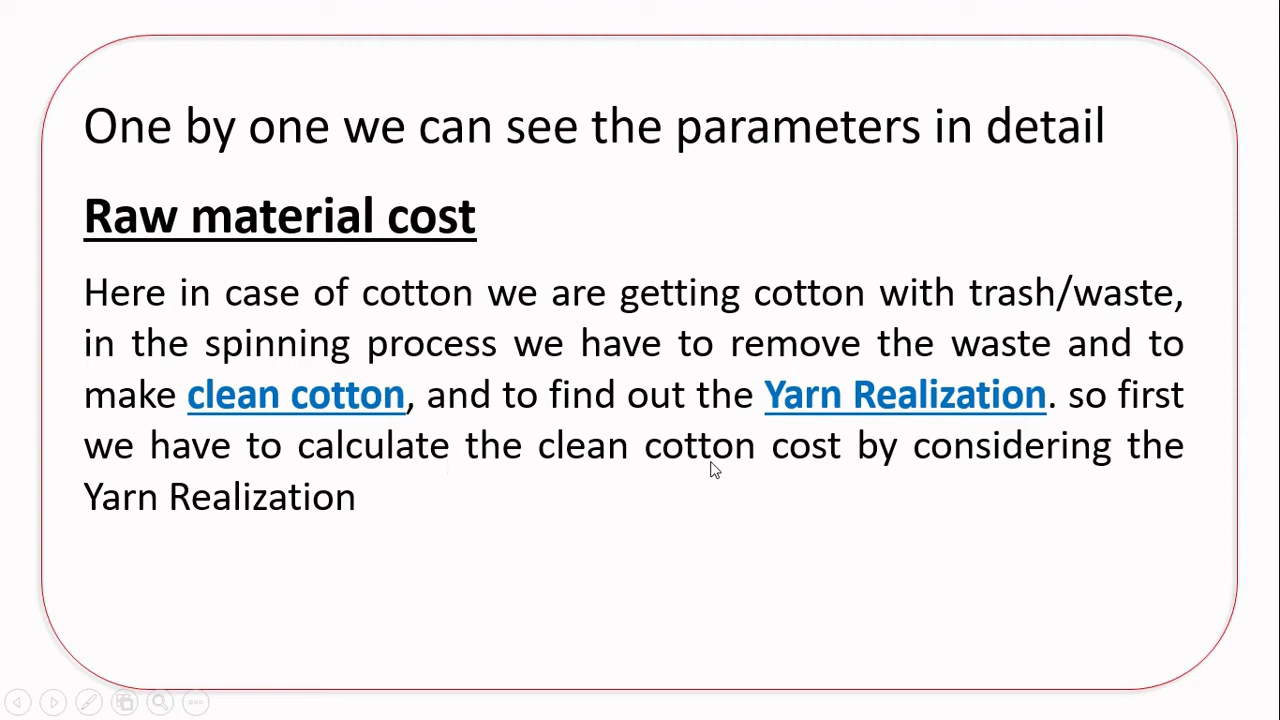 One by one we can see the parameters in detail
Raw material cost
Here in case of cotton we are getting cotton with trash/waste,
in the spinning process we have to remove the waste and to
make clean cotton, and to find out the Yarn Realization. so first
we have to calculate the clean cotton cost by considering the
Yarn Realization